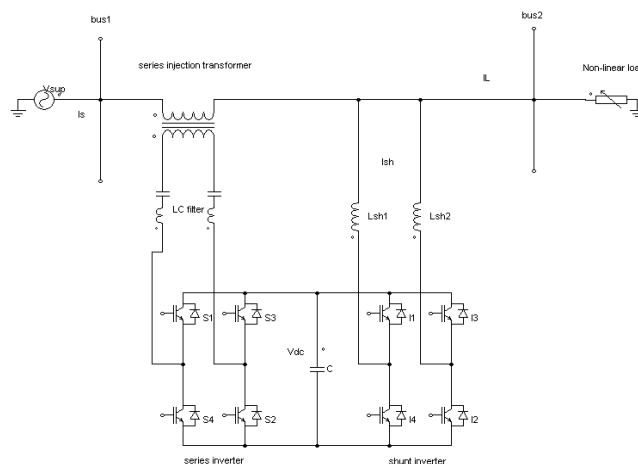 bus1
bus2
series injection transformer
Vsup
Is
IL
Non-linear loa
Ish
LC filter
Lsh1
Lsh2
S1
S3
I1
I3
Vdc
C
S4
S2
I4
I2
series inverter
shunt inverter